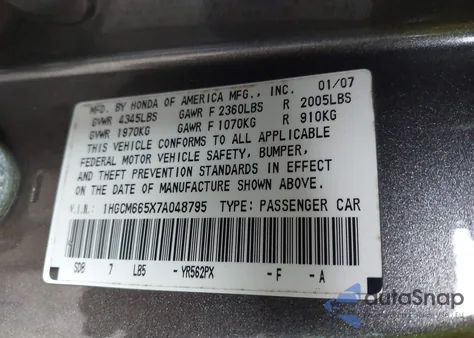 MFD. BY HONDA OF AMERICA MFG., INC. 01/07
GVWR 4345LBS GAWR F 2360LBS R 2005LBS
GVWR 1970KG GAWR F 1070KG R 910KG
THIS VEHICLE CONFORMS TO ALL APPLICABLE
FEDERAL MOTOR VEHICLE SAFETY, BUMPER,
AND THEFT PREVENTION STANDARDS IN EFFECT
ON THE DATE OF MANUFACTURE SHOWN ABOVE.
V.I.N.: 1HGCM665X7A048795 TYPE: PASSENGER CAR
SDB 7 LB5 -YR562PX -F -A
autaSnap